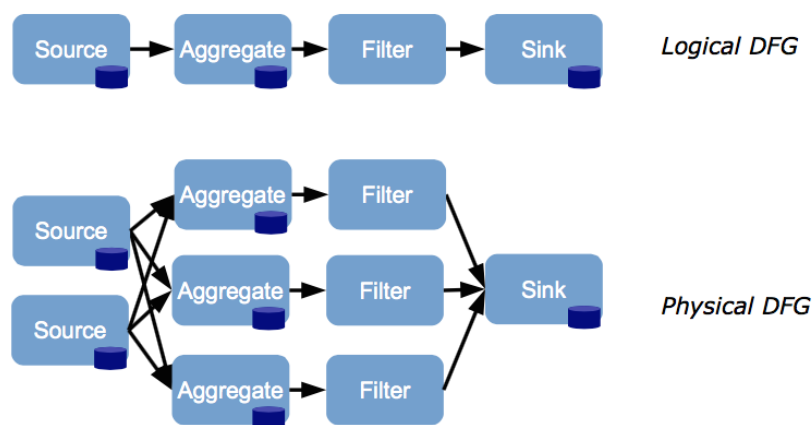 Source Aggregate Filter Sink Logical DFG
Aggregate Filter
Source
Aggregate Filter Sink
Physical DFG
Source
Aggregate Filter